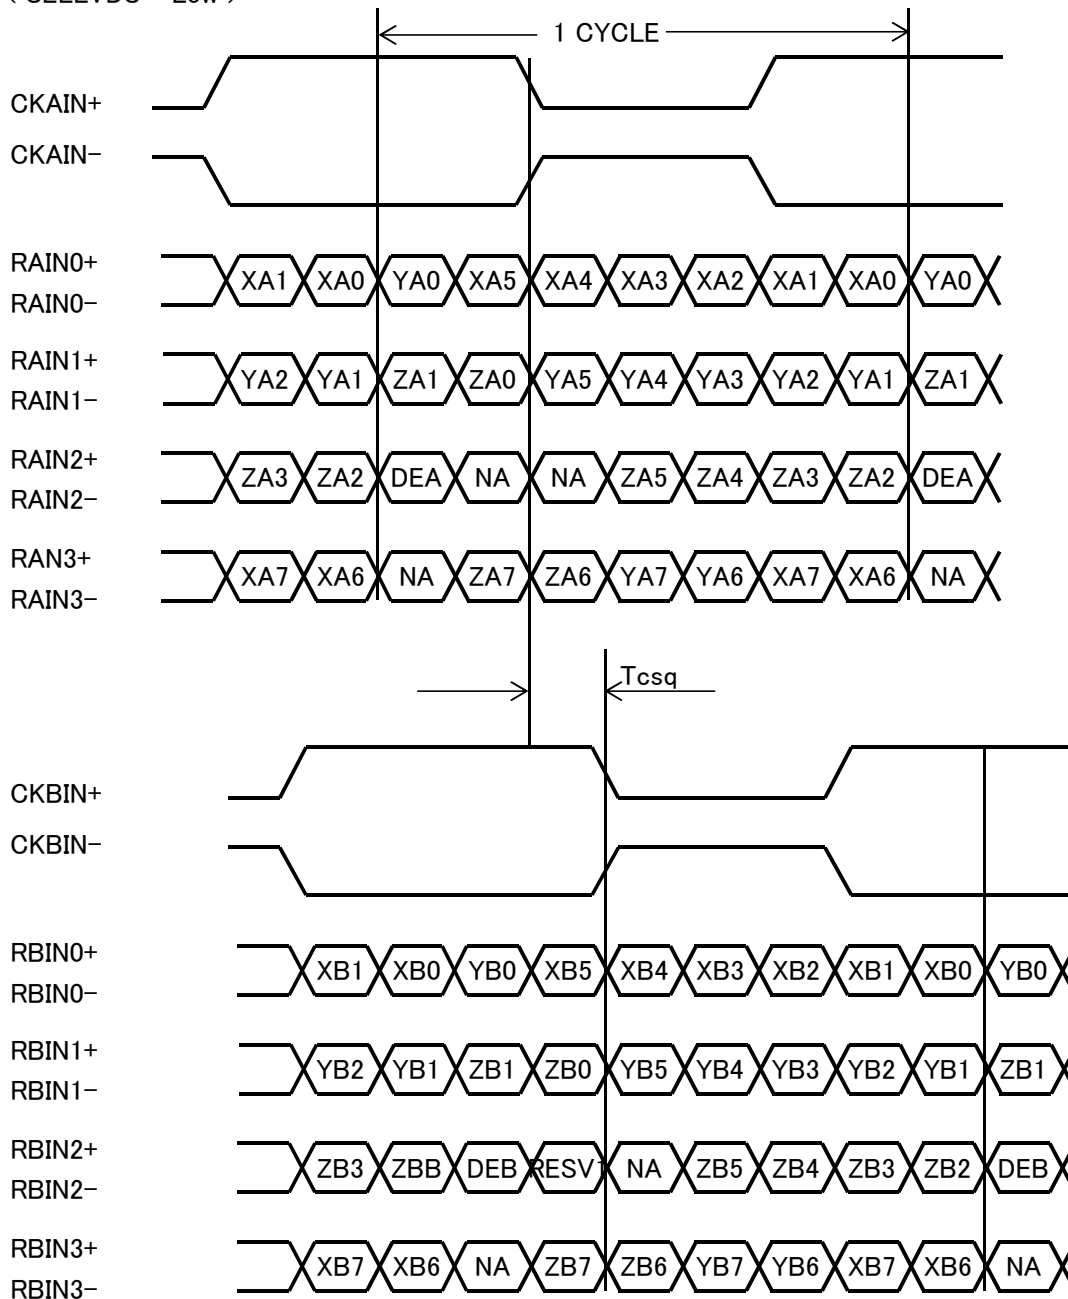 1 CYCLE
CKAIN+
CKAIN-
RAIN0+
XA1 XA0 YA0 XA5 XA4 XA3 XA2 XA1 XA0 YA0
RAIN0-
RAIN1+
YA2 YA1 ZA1 ZA0 YA5 YA4 YA3 YA2 YA1 ZA1
RAIN1-
RAIN2+
ZA3 ZA2 DEA NA NA ZA5 ZA4 ZA3 ZA2 DEA
RAIN2-
RAN3+
XA7 XA6 NA ZA7 ZA6 YA7 YA6 XA7 XA6 NA
RAIN3-
Tcsq
CKBIN+
CKBIN-
RBIN0+
XB1 XB0 YB0 XB5 XB4 XB3 XB2 XB1 XB0 YB0
RBIN0-
RBIN1+
YB2 YB1 ZB1 ZB0 YB5 YB4 YB3 YB2 YB1 ZB1
RBIN1-
RBIN2+
ZB3 ZBB DEB RESV1 NA ZB5 ZB4 ZB3 ZB2 DEB
RBIN2-
RBIN3+
XB7 XB6 NA ZB7 ZB6 YB7 YB6 XB7 XB6 NA
RBIN3-